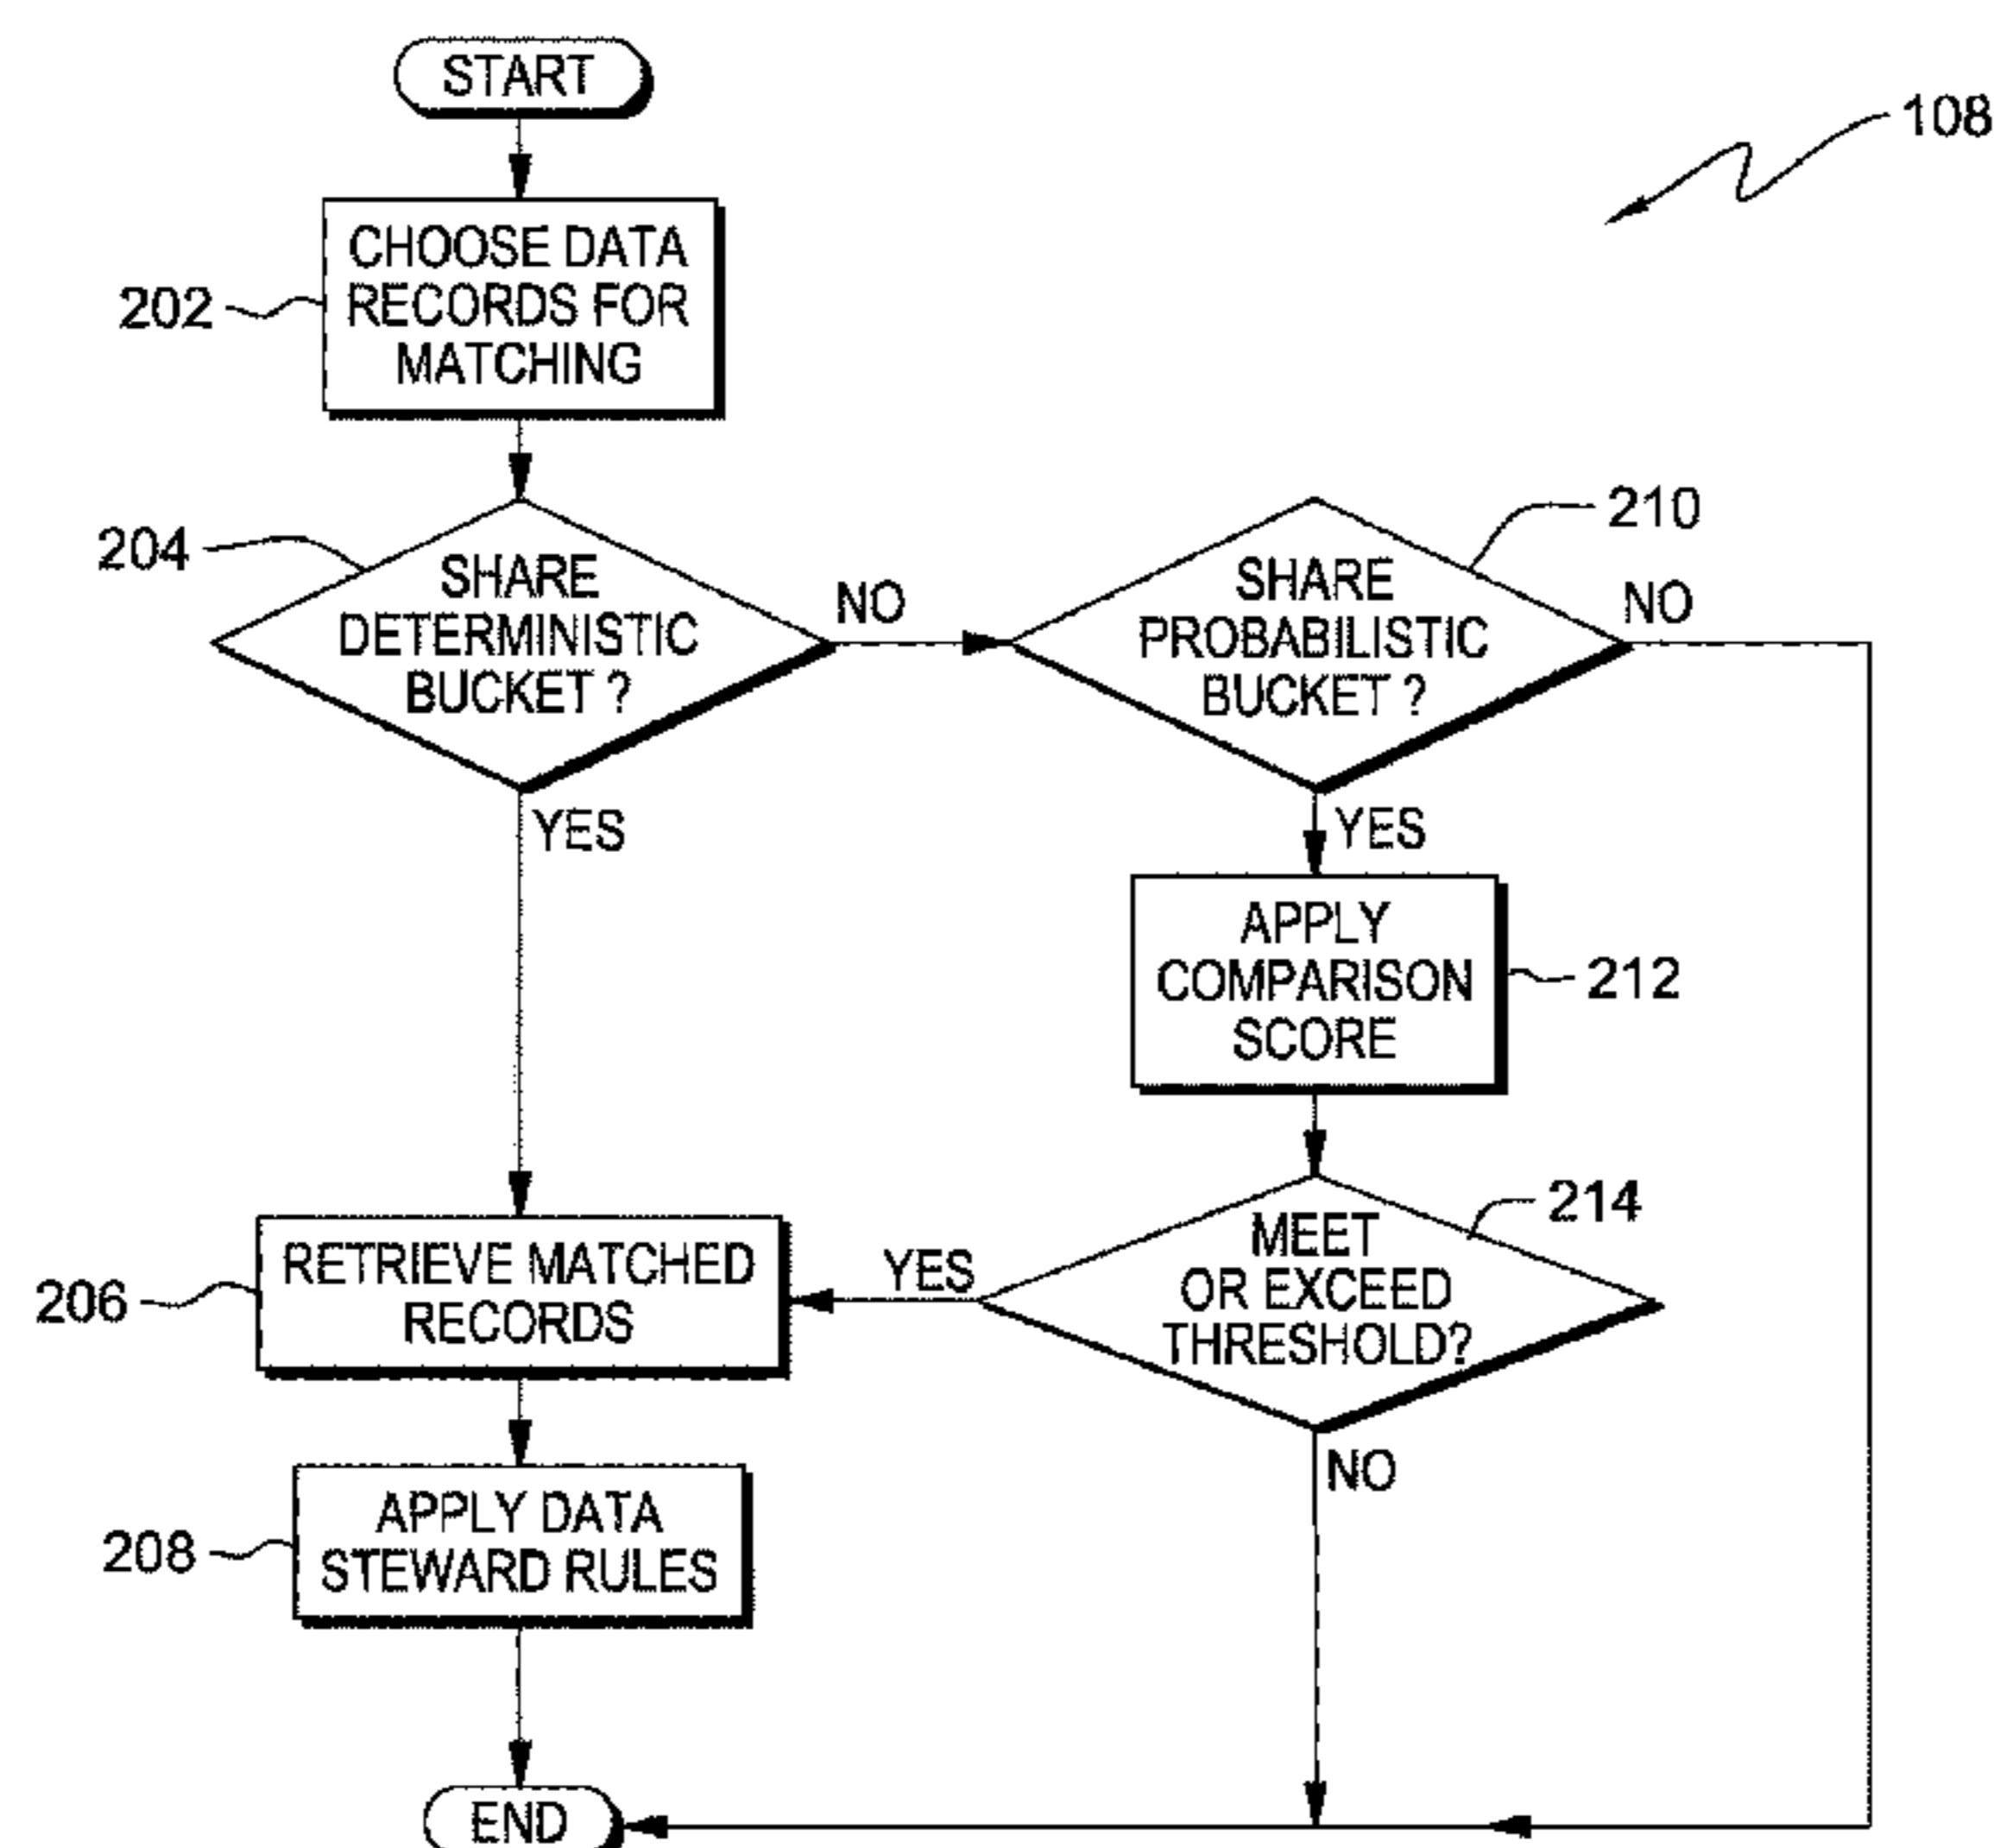 START
108
CHOOSE DATA
RECORDS FOR
MATCHING
202
204
SHARE
DETERMINISTIC
BUCKET ?
NO
YES
210
SHARE
PROBABILISTIC
BUCKET ?
NO
YES
APPLY
COMPARISON
SCORE
212
214
MEET
OR EXCEED
THRESHOLD?
YES
NO
206
RETRIEVE MATCHED
RECORDS
208
APPLY DATA
STEWARD RULES
END